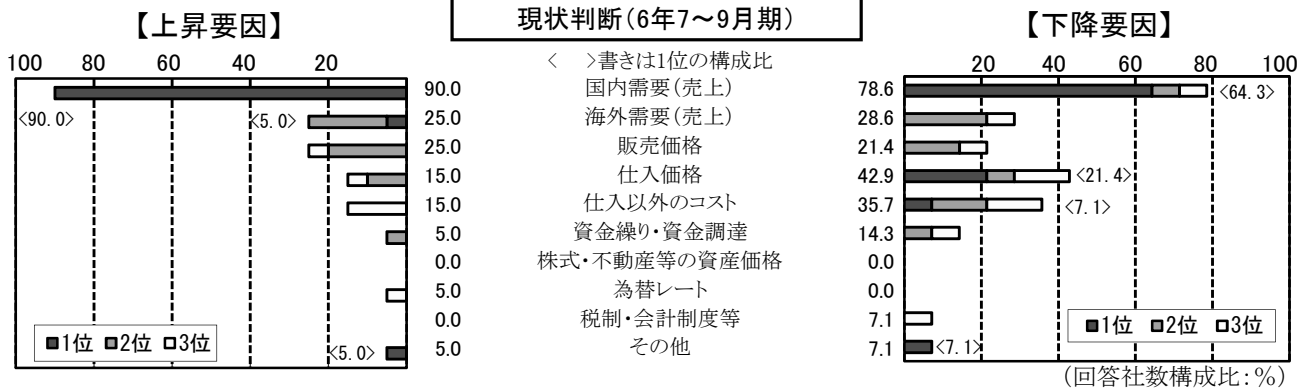 現状判断(6年7～9月期)
【上昇要因】
【下降要因】
< >書きは1位の構成比
100 80 60 40 20
20 40 60 80 100
90.0 国内需要(売上) 78.6 <64.3>
<90.0> <5.0> 25.0 海外需要(売上) 28.6
25.0 販売価格 21.4
15.0 仕入価格 42.9 <21.4>
15.0 仕入以外のコスト 35.7 <7.1>
5.0 資金繰り・資金調達 14.3
0.0 株式・不動産等の資産価格 0.0
5.0 為替レート 0.0
0.0 税制・会計制度等 7.1
1位 2位 3位
1位 2位 3位
<5.0> 5.0 その他 7.1 <7.1>
(回答社数構成比:%)